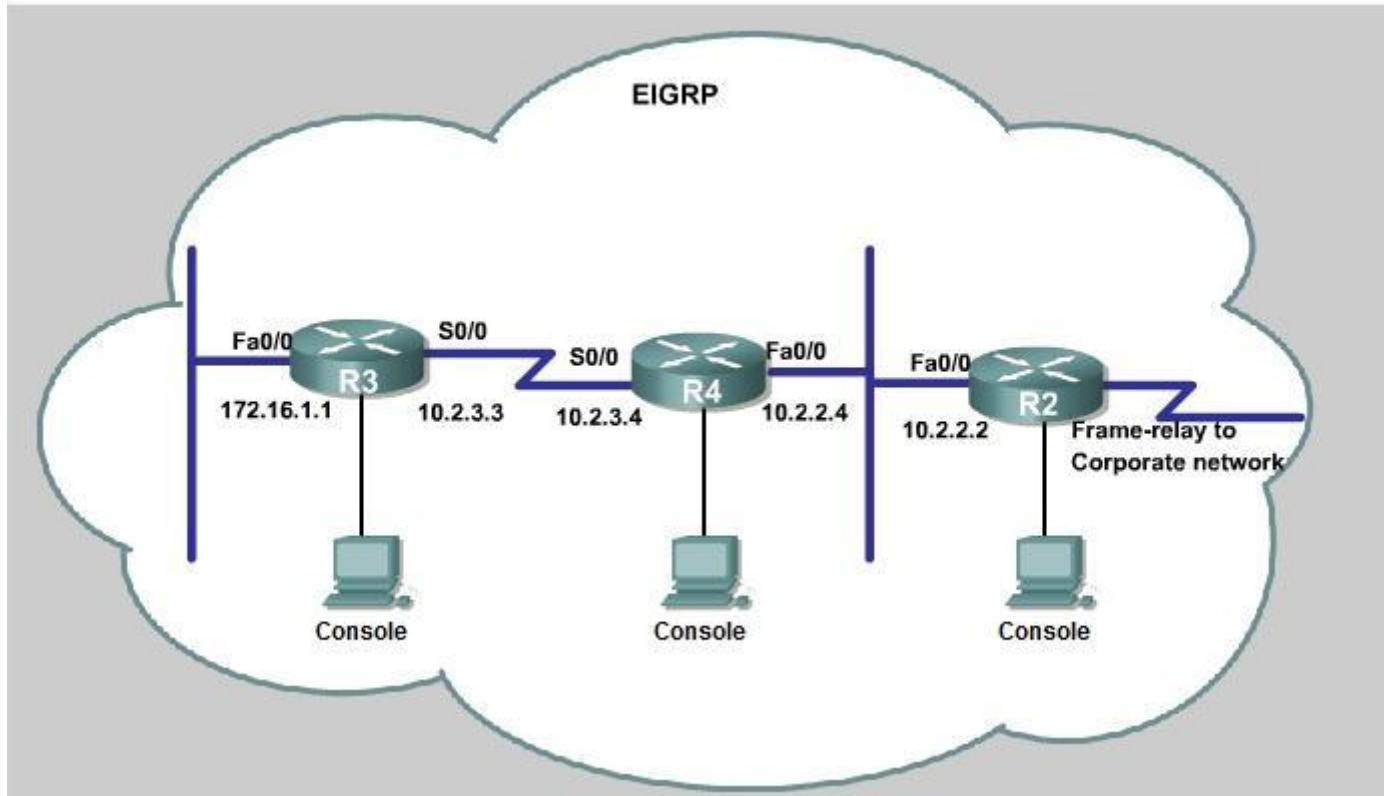 EIGRP
Fa0/0
S0/0
S0/0
Fa0/0
Fa0/0
R3
R4
R2
172.16.1.1
10.2.3.3
10.2.3.4
10.2.2.4
10.2.2.2
Frame-relay to
Corporate network
Console
Console
Console